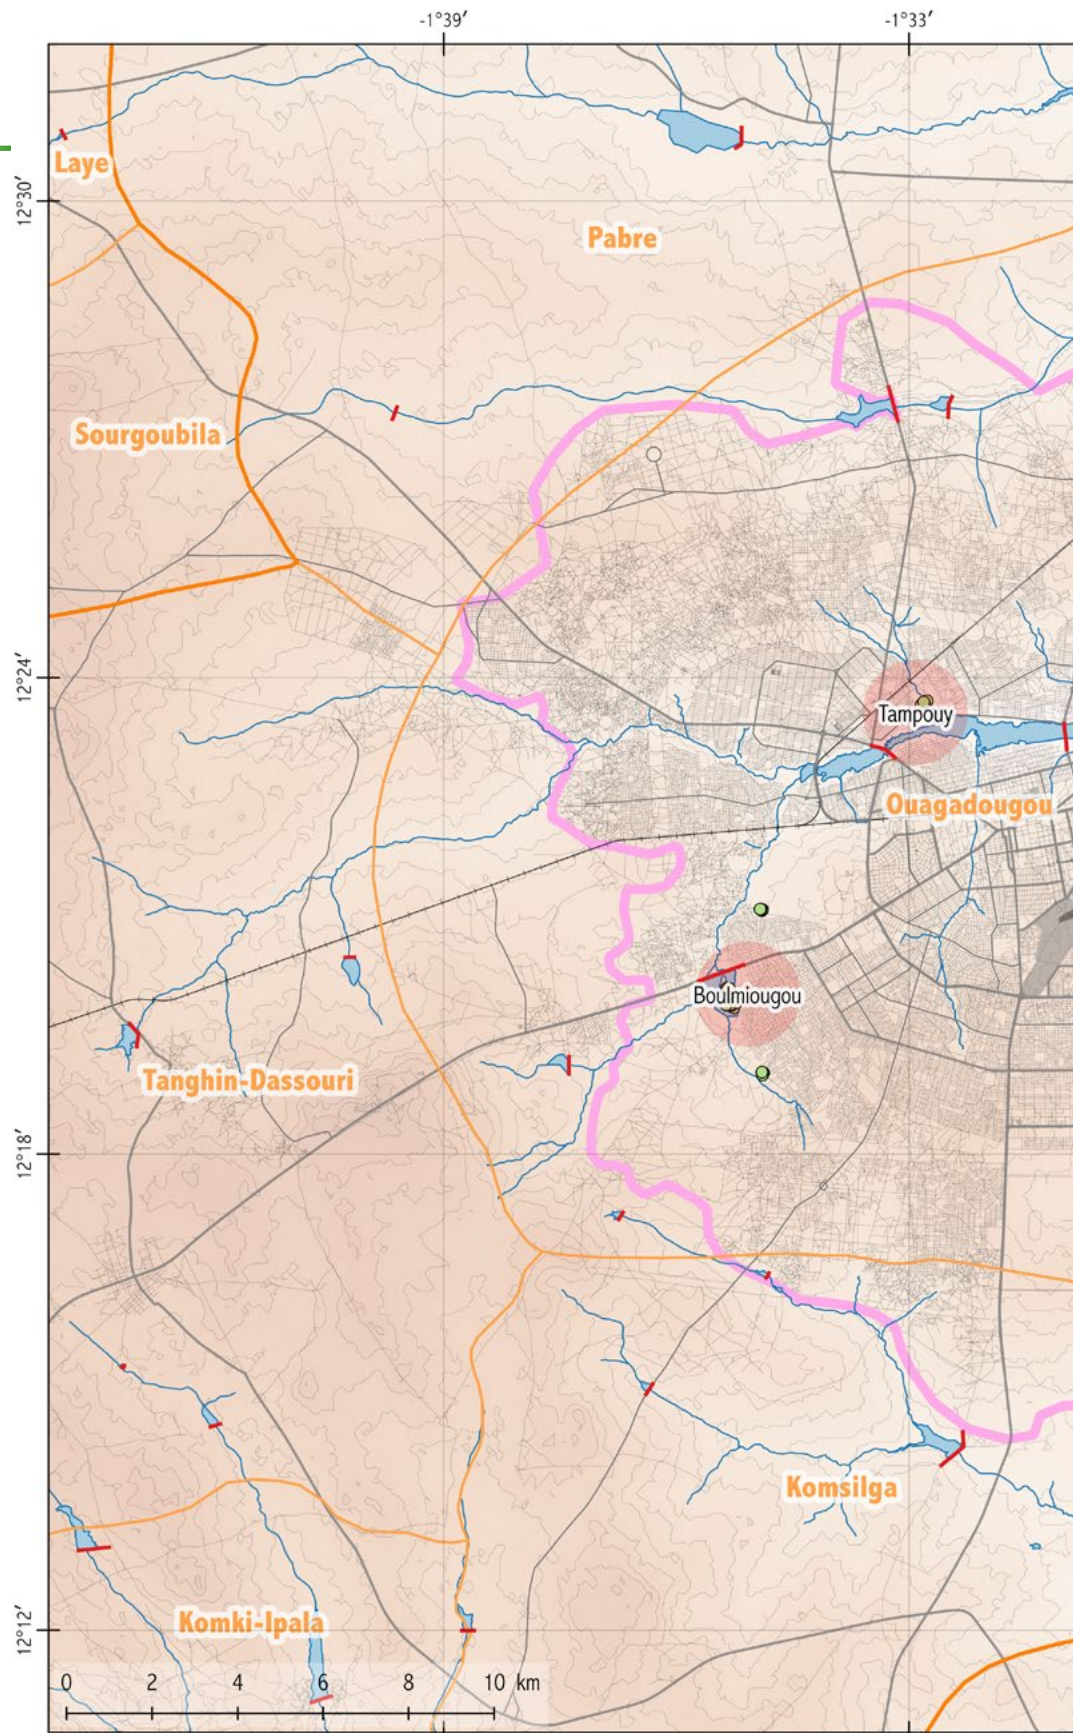 -1°39′
-1°33′
Laye
12°30′
Pabre
Sourgoubila
12°24′
Tampouy
Ouagadougou
Boulmiougou
Tanghin-Dassouri
12°18′
Komsilga
Komki-Ipala
12°12′
0 2 4 6 8 10 km